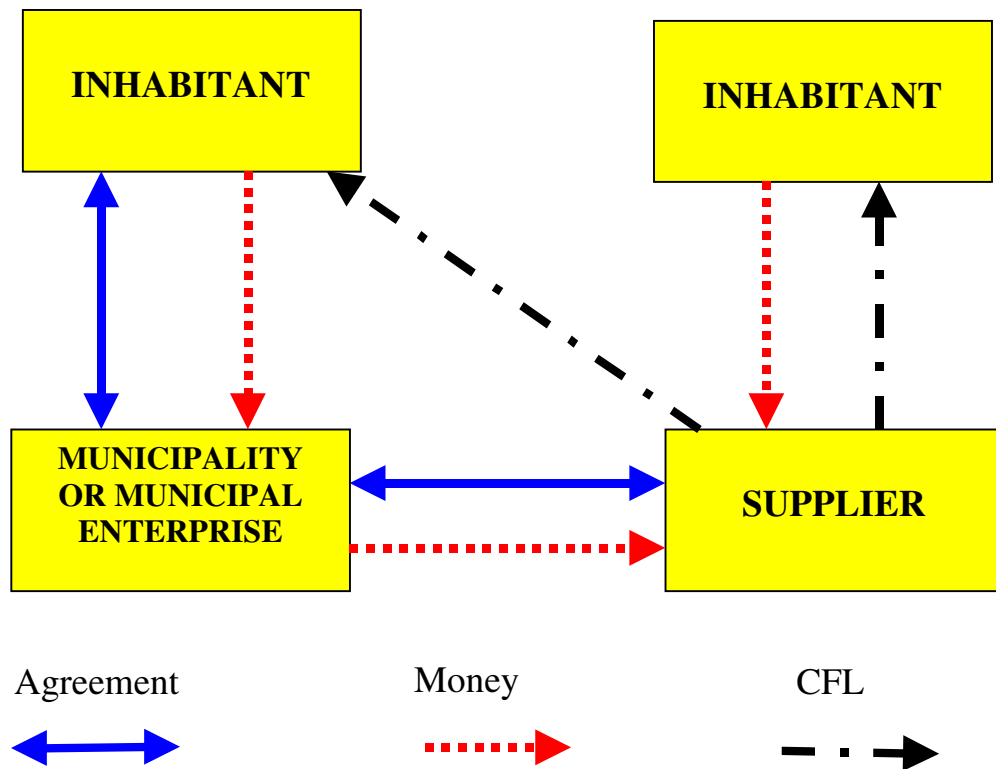 INHABITANT
INHABITANT
MUNICIPALITY
OR MUNICIPAL
ENTERPRISE
SUPPLIER
Agreement
Money
CFL